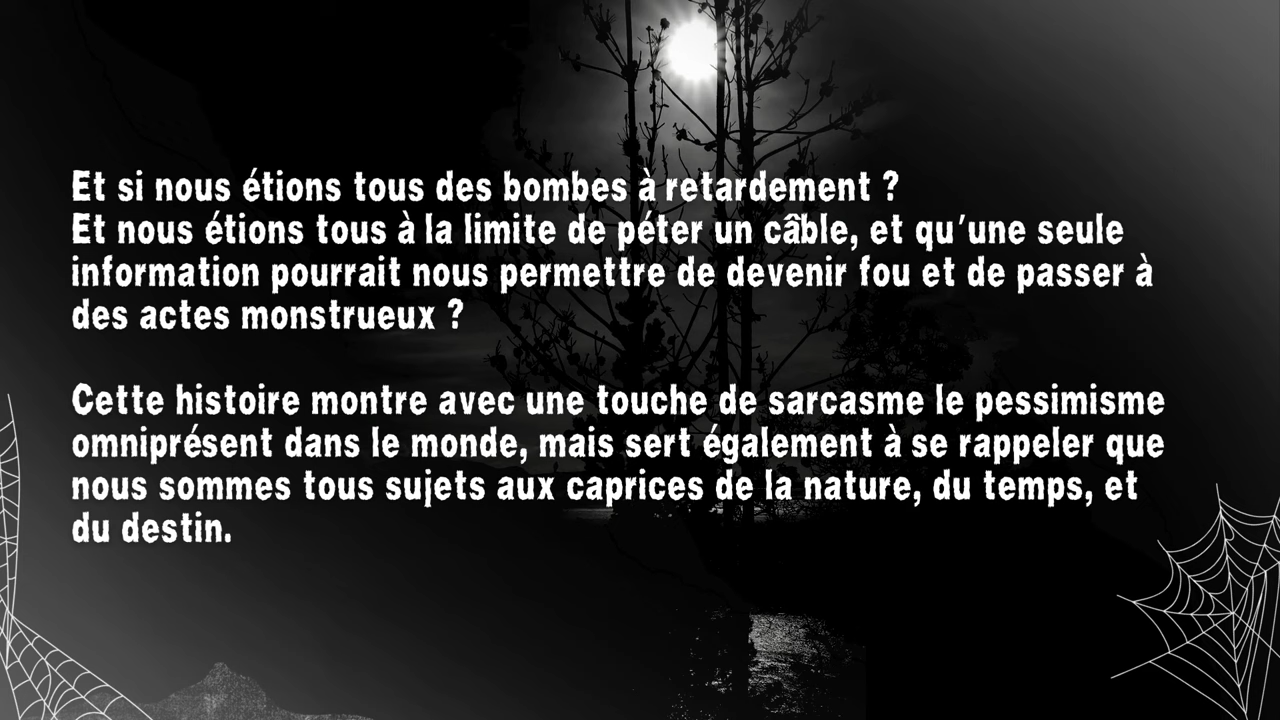 Et si nous étions tous des bombes à retardement ?
Et nous étions tous à la limite de péter un câble, et qu'une seule
information pourrait nous permettre de devenir fou et de passer à
des actes monstrueux ?
Cette histoire montre avec une touche de sarcasme le pessimisme
omniprésent dans le monde, mais sert également à se rappeler que
nous sommes tous sujets aux caprices de la nature, du temps, et
du destin.